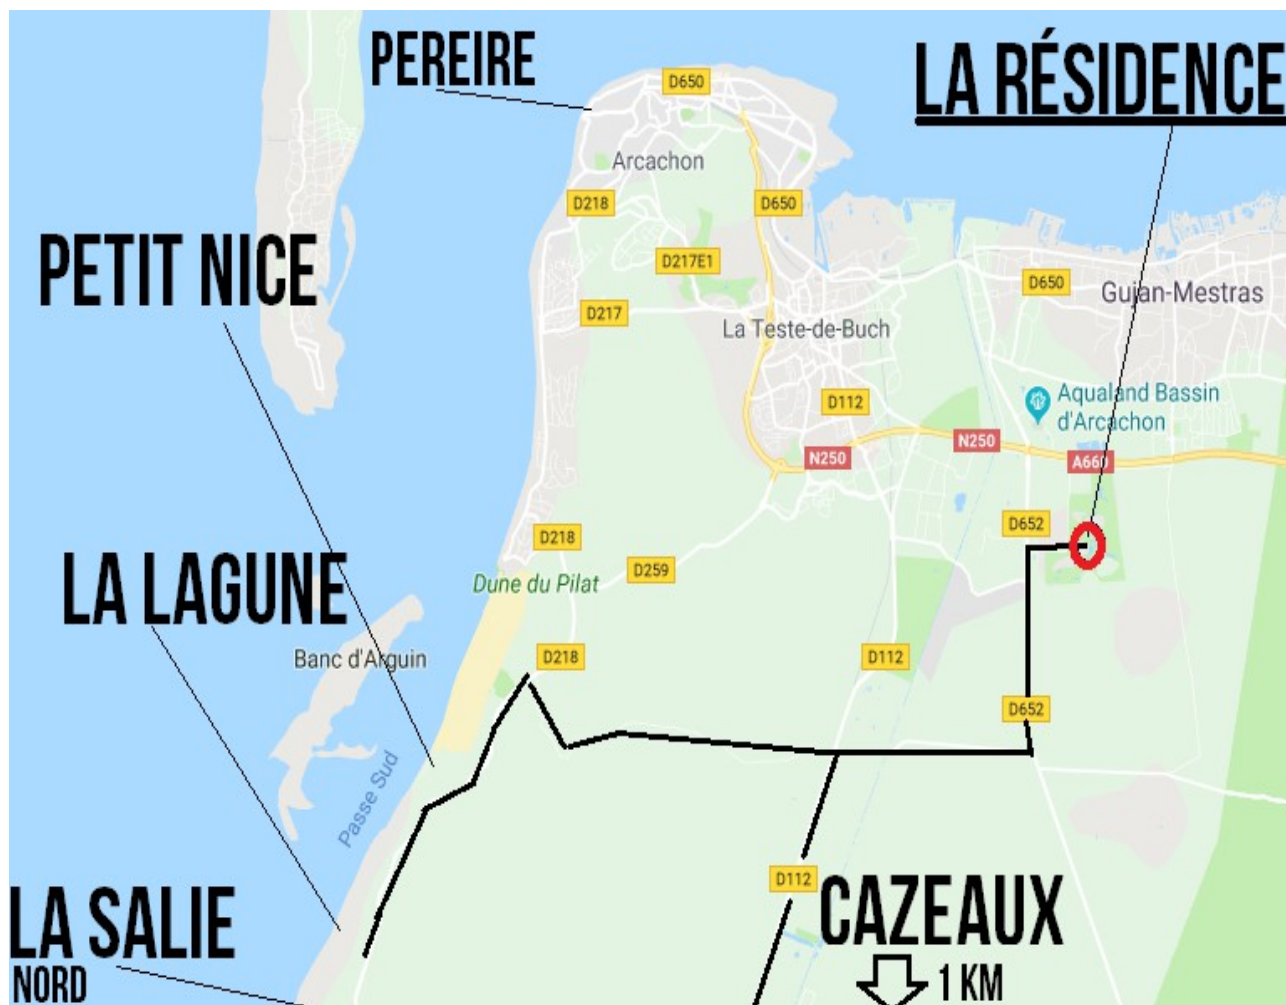 PEREIRE
D650
LA RÉSIDENCE
Arcachon
D218
D650
PETIT NICE
D217E1
D650
Gujan-Mestras
D217
La Teste-de-Buch
D112
Aqualand Bassin
d'Arcachon
N250
N250
A660
D218
D652
D259
Dune du Pilat
LA LAGUNE
Banc d'Arguin
D218
D112
D652
Passe Sud
D112
CAZEAUX
1 KM
LA SALIE
NORD